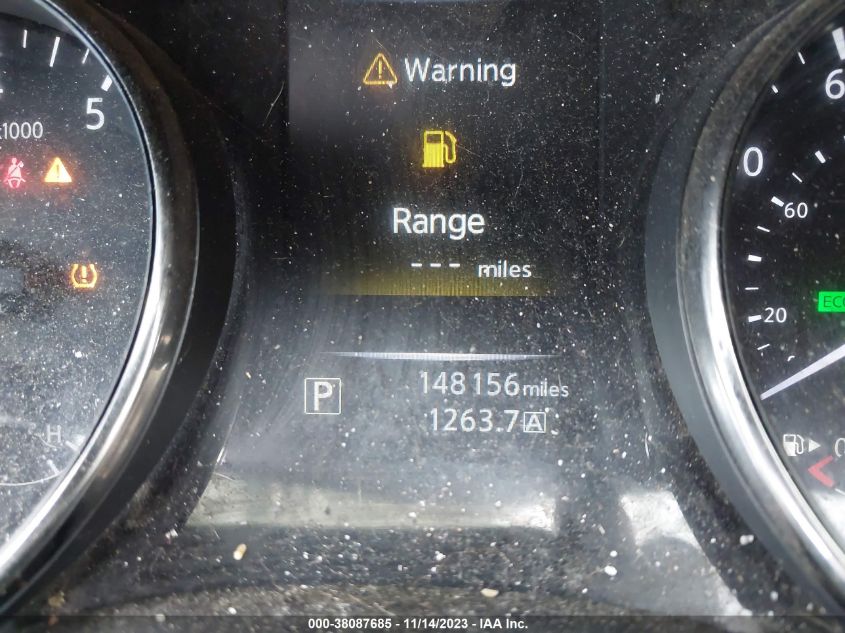 Warning
5
x1000
Range
--- miles
P
148156 miles
1263.7 A
H
6
0
60
20
ECO
0
000-38087685 | 11/14/2023 - IAA Inc.